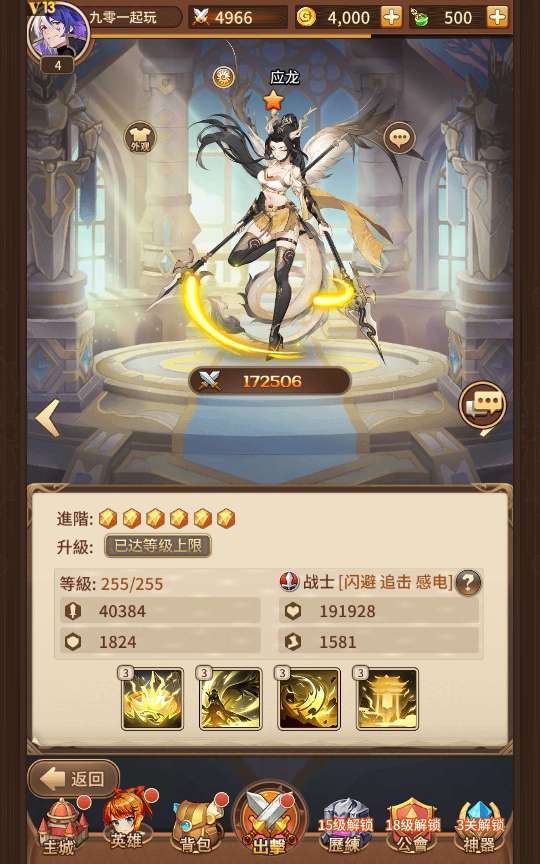 V13
九零一起玩
4966
4,000
500
4
应龙
外观
172506
進階:
升級: 已达等级上限
等級: 255/255
战士 [闪避 追击 感电]
?
40384
191928
1824
1581
3
3
3
3
返回
15级解锁
18级解锁
3关解锁
主城
英雄
背包
出擊
歷練
公會
神器